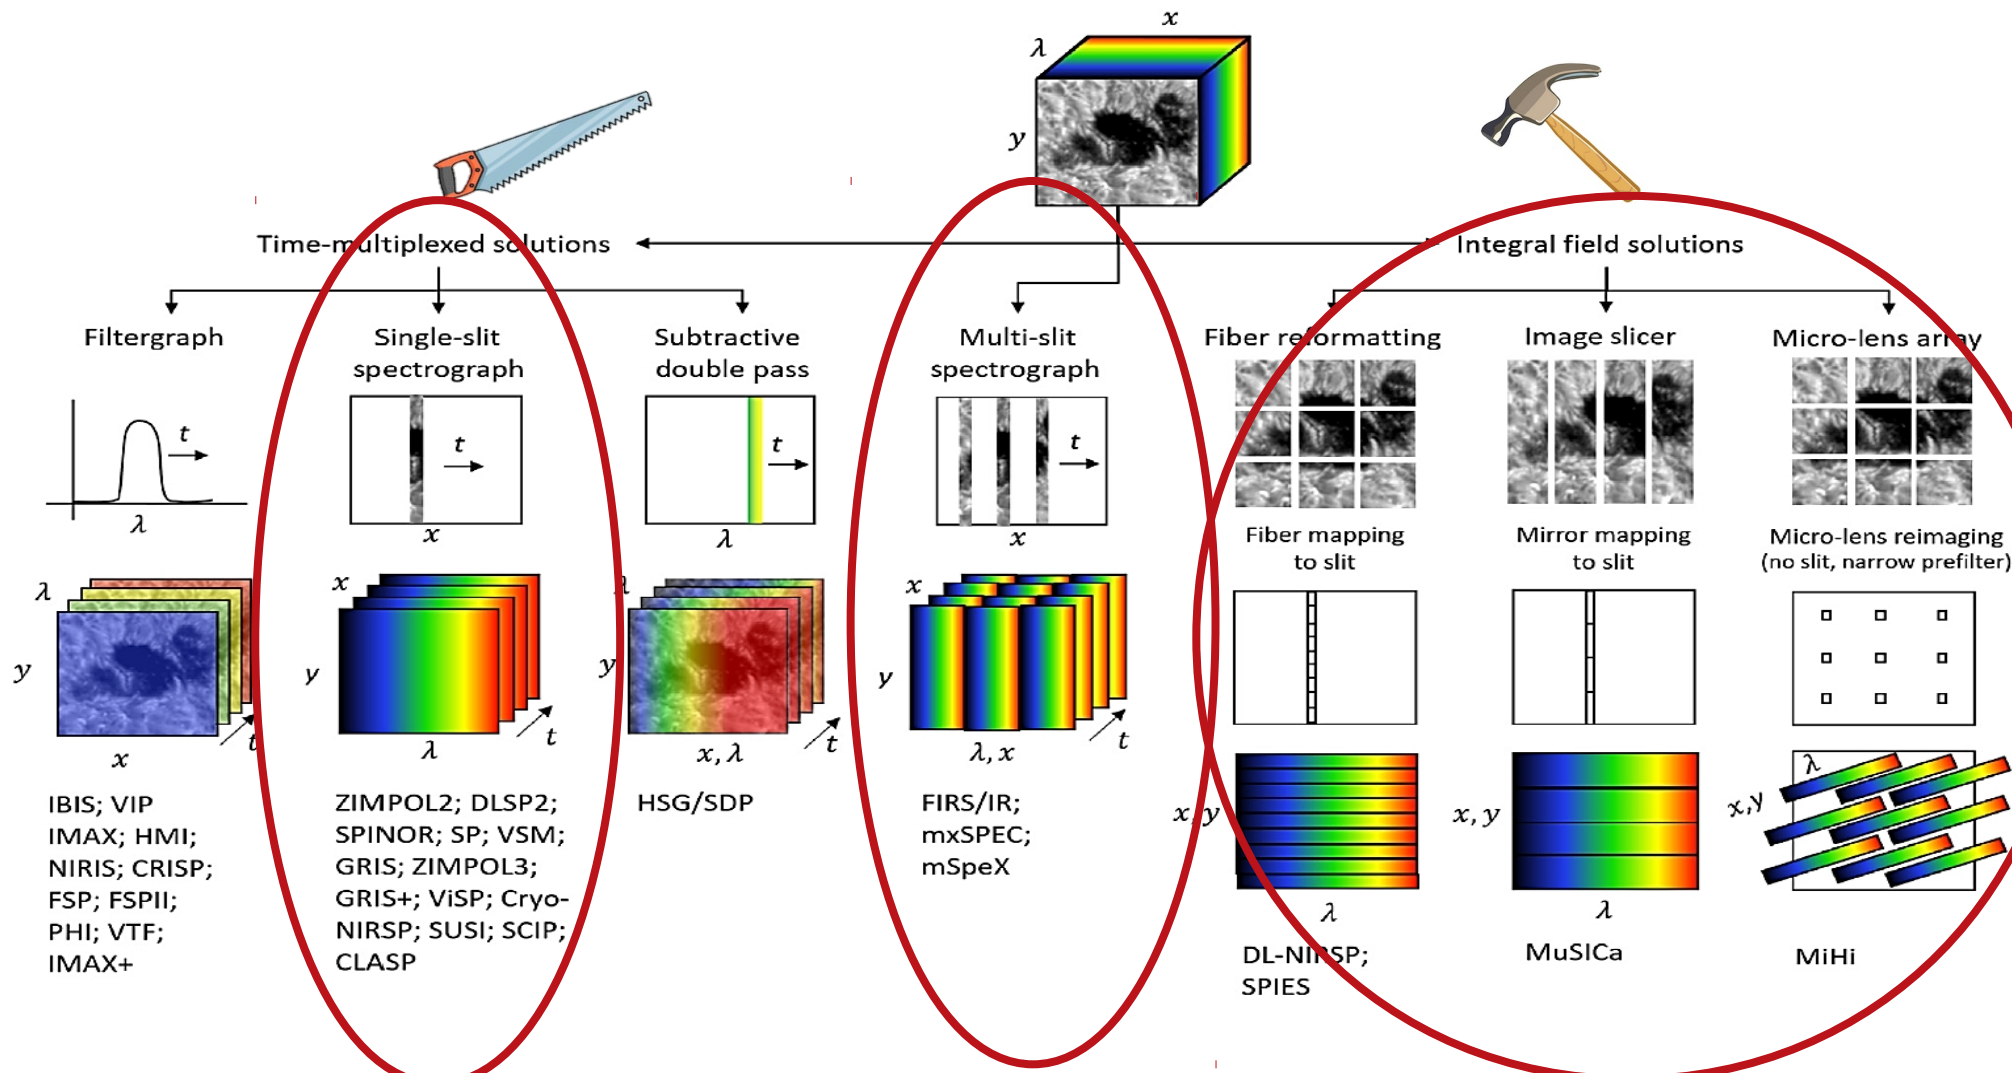 x
λ
y
Time-multiplexed solutions
Integral field solutions
Filtergraph
t
λ
λ
y
t
x
IBIS; VIP
IMAX; HMI;
NIRIS; CRISP;
FSP; FSPII;
PHI; VTF;
IMAX+
Single-slit
spectrograph
t
x
x
y
t
λ
ZIMPOL2; DLSP2;
SPINOR; SP; VSM;
GRIS; ZIMPOL3;
GRIS+; ViSP; Cryo-
NIRSP; SUSI; SCIP;
CLASP
Subtractive
double pass
t
λ
λ
y
t
x, λ
HSG/SDP
Multi-slit
spectrograph
t
x
x
y
t
λ, x
FIRS/IR;
mxSPEC;
mSpeX
Fiber reformatting
Fiber mapping
to slit
x, y
λ
DL-NIRSP;
SPIES
Image slicer
Mirror mapping
to slit
x, y
λ
MuSICa
Micro-lens array
Micro-lens reimaging
(no slit, narrow prefilter)
λ
x,y
MiHi